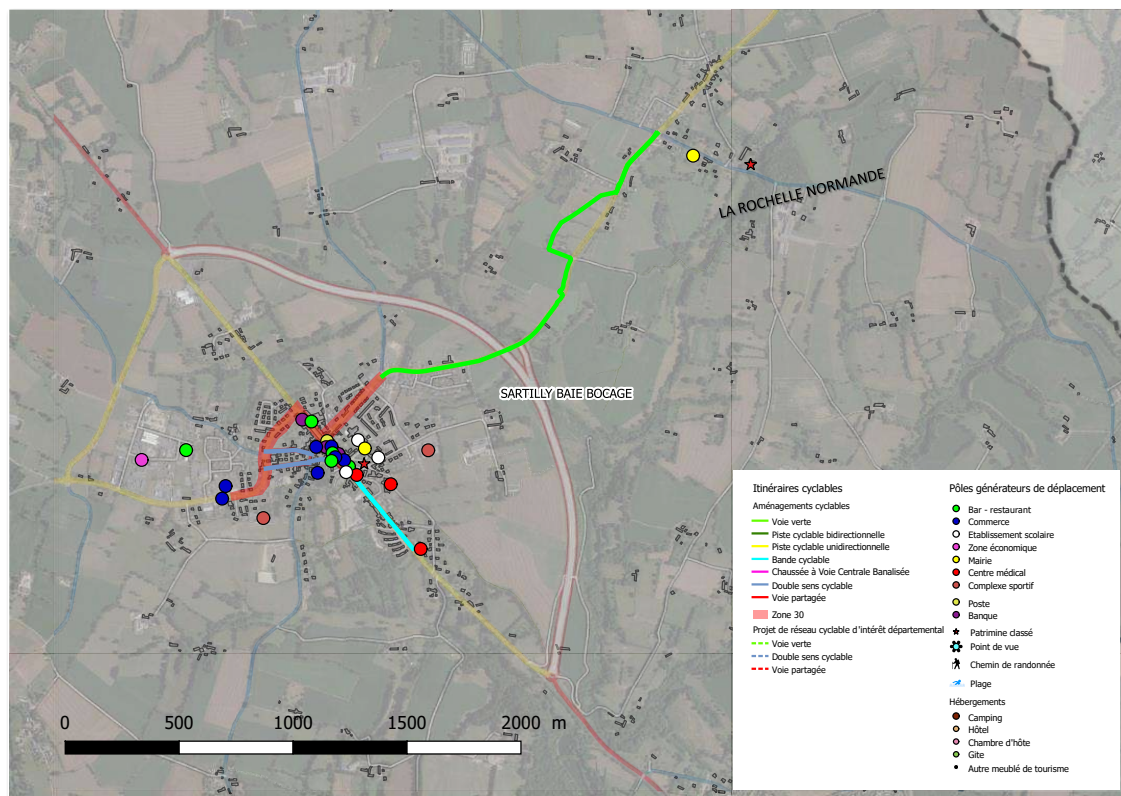 LA ROCHELLE NORMANDE
SARTILLY BAIE BOCAGE
0 500 1000 1500 2000 m
Itinéraires cyclables
Aménagements cyclables
Voie verte
Piste cyclable bidirectionnelle
Piste cyclable unidirectionnelle
Bande cyclable
Chaussée à Voie Centrale Banalisée
Double sens cyclable
Voie partagée
Zone 30
Projet de réseau cyclable d'intérêt départemental
Voie verte
Double sens cyclable
Voie partagée
Pôles générateurs de déplacement
Bar - restaurant
Commerce
Etablissement scolaire
Zone économique
Mairie
Centre médical
Complexe sportif
Poste
Banque
Patrimine classé
Point de vue
Chemin de randonnée
Plage
Hébergements
Camping
Hôtel
Chambre d'hôte
Gite
Autre meublé de tourisme